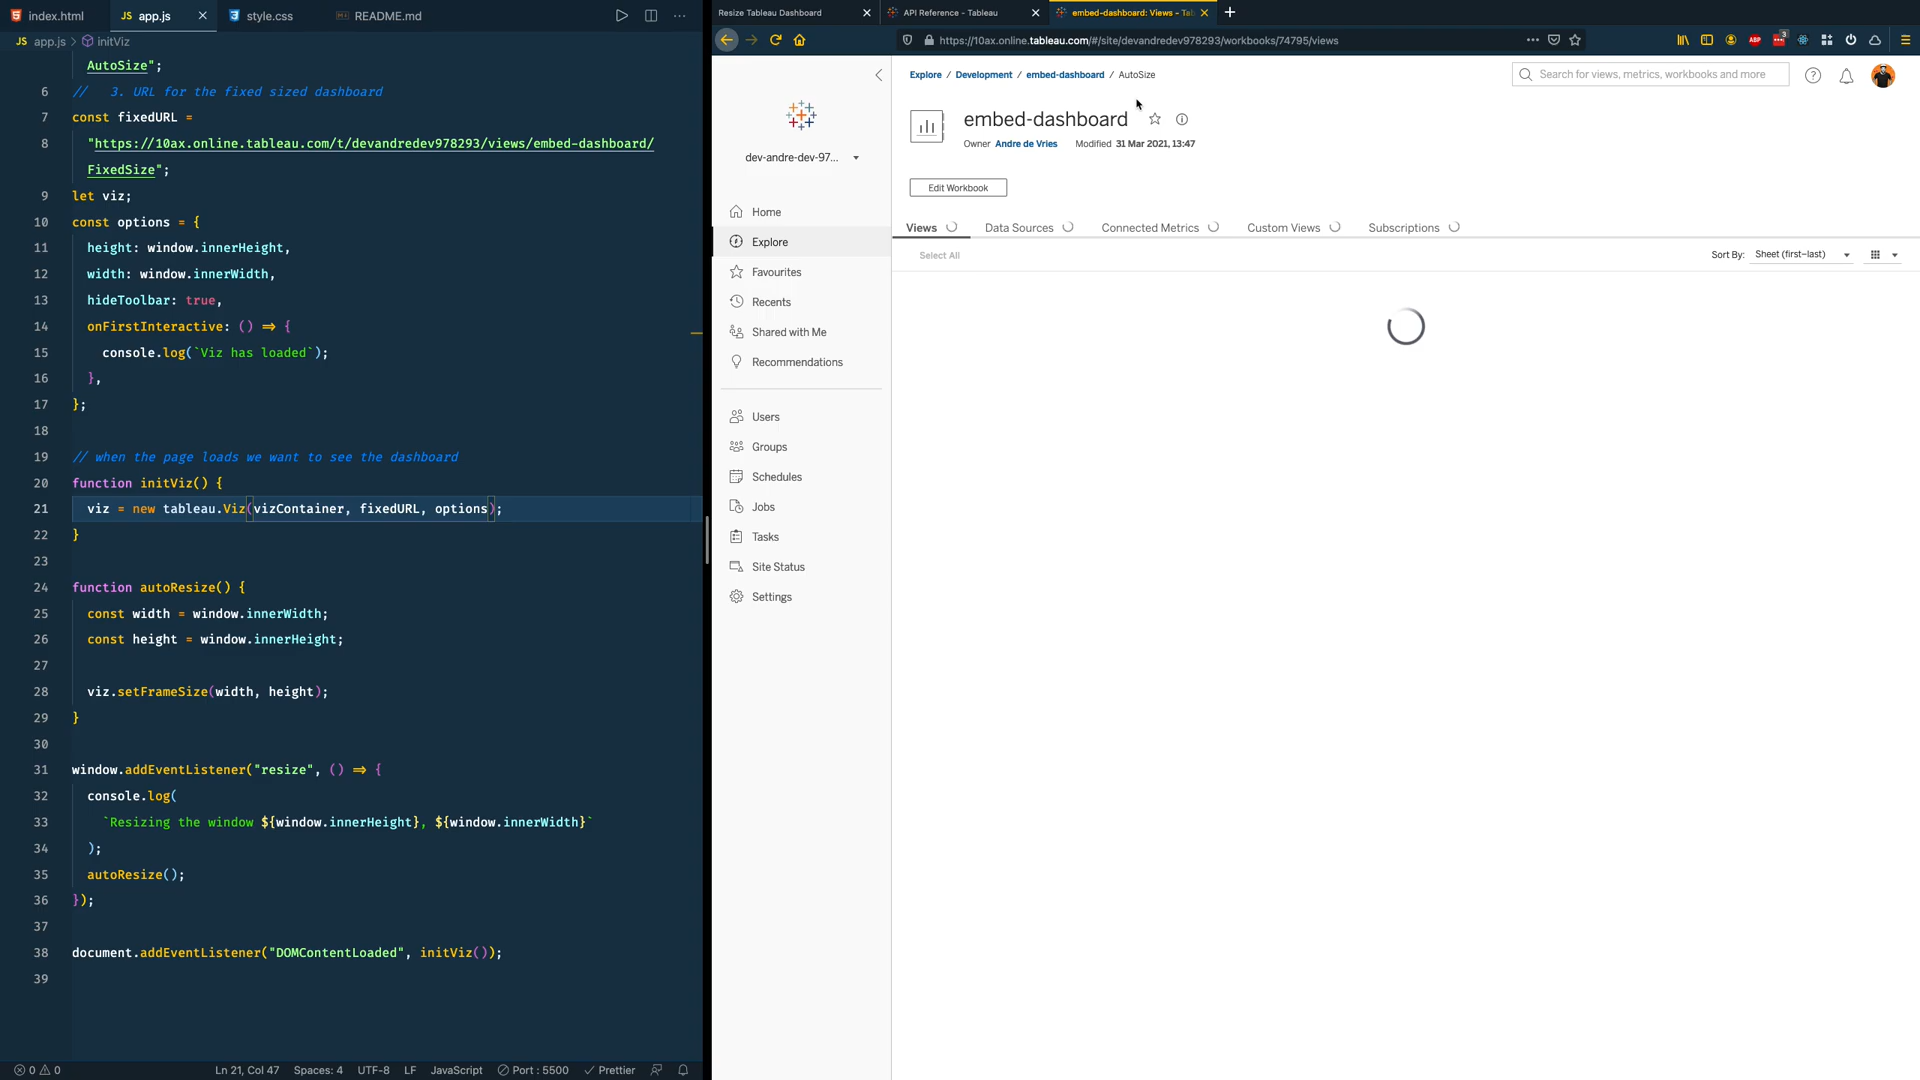 index.html
JS app.js
style.css
README.md
JS app.js > initViz
AutoSize";
6 // 3. URL for the fixed sized dashboard
7 const fixedURL =
8 "https://10ax.online.tableau.com/t/devandredev978293/views/embed-dashboard/
FixedSize";
9 let viz;
10 const options = {
11 height: window.innerHeight,
12 width: window.innerWidth,
13 hideToolbar: true,
14 onFirstInteractive: () => {
15 console.log(`Viz has loaded`);
16 },
17 };
18
19 // when the page loads we want to see the dashboard
20 function initViz() {
21 viz = new tableau.Viz(vizContainer, fixedURL, options);
22 }
23
24 function autoResize() {
25 const width = window.innerWidth;
26 const height = window.innerHeight;
27
28 viz.setFrameSize(width, height);
29 }
30
31 window.addEventListener("resize", () => {
32 console.log(
33 `Resizing the window ${window.innerHeight}, ${window.innerWidth}`
34 );
35 autoResize();
36 });
37
38 document.addEventListener("DOMContentLoaded", initViz());
39
0 0
Ln 21, Col 47
Spaces: 4
UTF-8
LF
JavaScript
Port : 5500
Prettier
Resize Tableau Dashboard
API Reference - Tableau
embed-dashboard: Views - Tab
https://10ax.online.tableau.com/#/site/devandredev978293/workbooks/74795/views
ABP
3
dev-andre-dev-97...
Home
Explore
Favourites
Recents
Shared with Me
Recommendations
Users
Groups
Schedules
Jobs
Tasks
Site Status
Settings
Explore / Development / embed-dashboard / AutoSize
Search for views, metrics, workbooks and more
embed-dashboard
Owner Andre de Vries Modified 31 Mar 2021, 13:47
Edit Workbook
Views
Data Sources
Connected Metrics
Custom Views
Subscriptions
Select All
Sort By: Sheet (first–last)